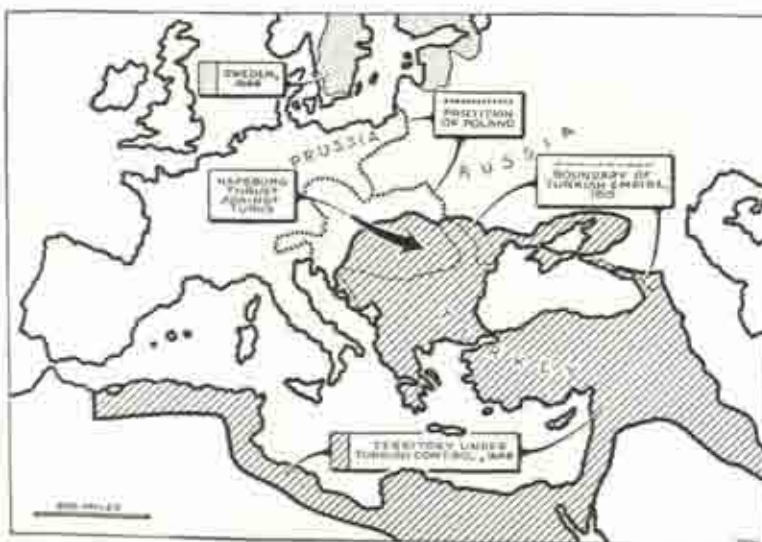 SWEDEN,
PARTITION
OF POLAND
PRUSSIA
RUSSIA
HAPSBURG
THRUST
AGAINST
TURKS
BOUNDARY OF
TURKISH EMPIRE,
TERRITORY UNDER
TURKISH CONTROL,
MILES